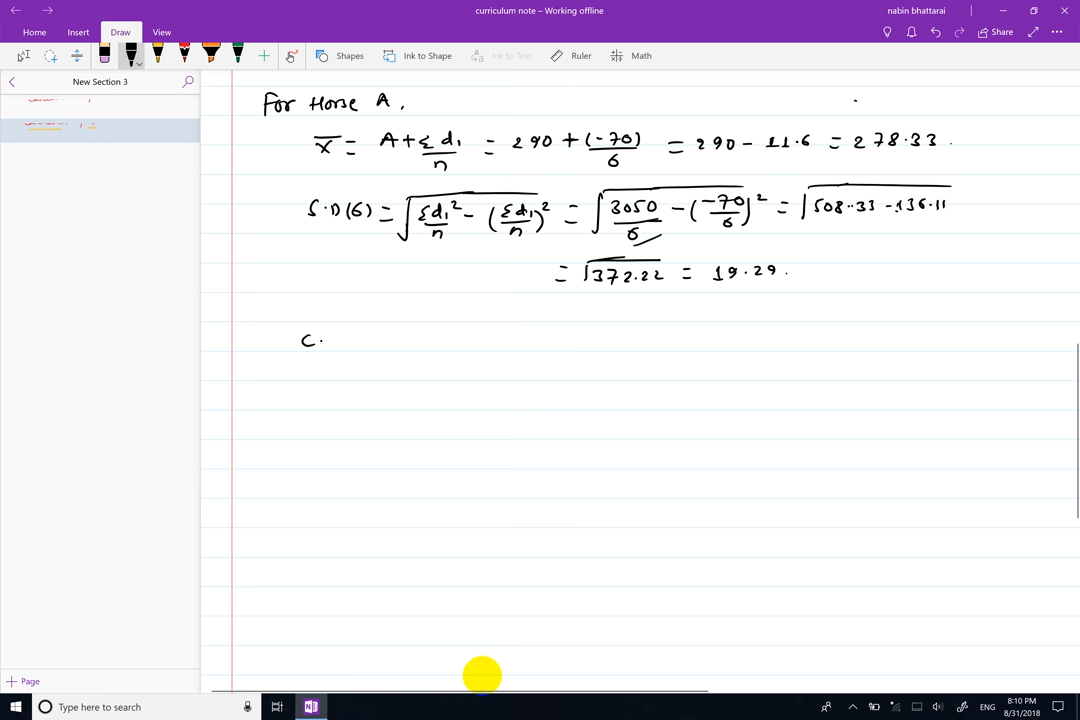 curriculum note – Working offline
nabin bhattarai
Home Insert Draw View
Share
Shapes Ink to Shape Ink to Text Ruler Math
New Section 3
For Horse A.
x̄ = A + Σd₁/n = 290 + (-70)/6 = 290 - 11.6 = 278.33.
S.D(6) = √(Σd₁²/n - (Σd₁/n)²) = √(3050/6 - (-70/6)²) = √(508.33 - 136.11)
= √372.22 = 19.29.
C.
+ Page
Type here to search
ENG
8:10 PM
8/31/2018